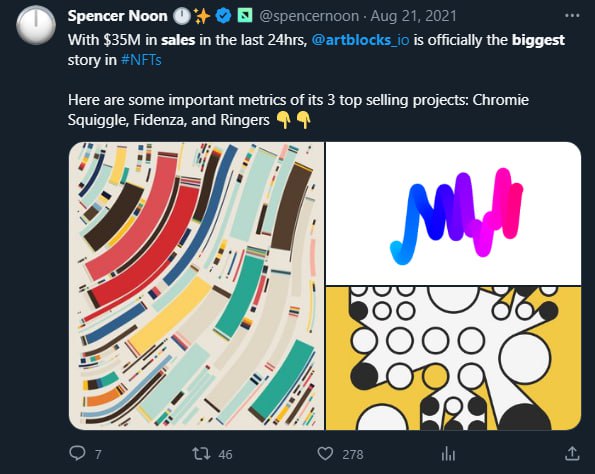 Spencer Noon 🕛✨ @spencernoon · Aug 21, 2021
With $35M in sales in the last 24hrs, @artblocks_io is officially the biggest
story in #NFTs
Here are some important metrics of its 3 top selling projects: Chromie
Squiggle, Fidenza, and Ringers 👇👇
7 46 278